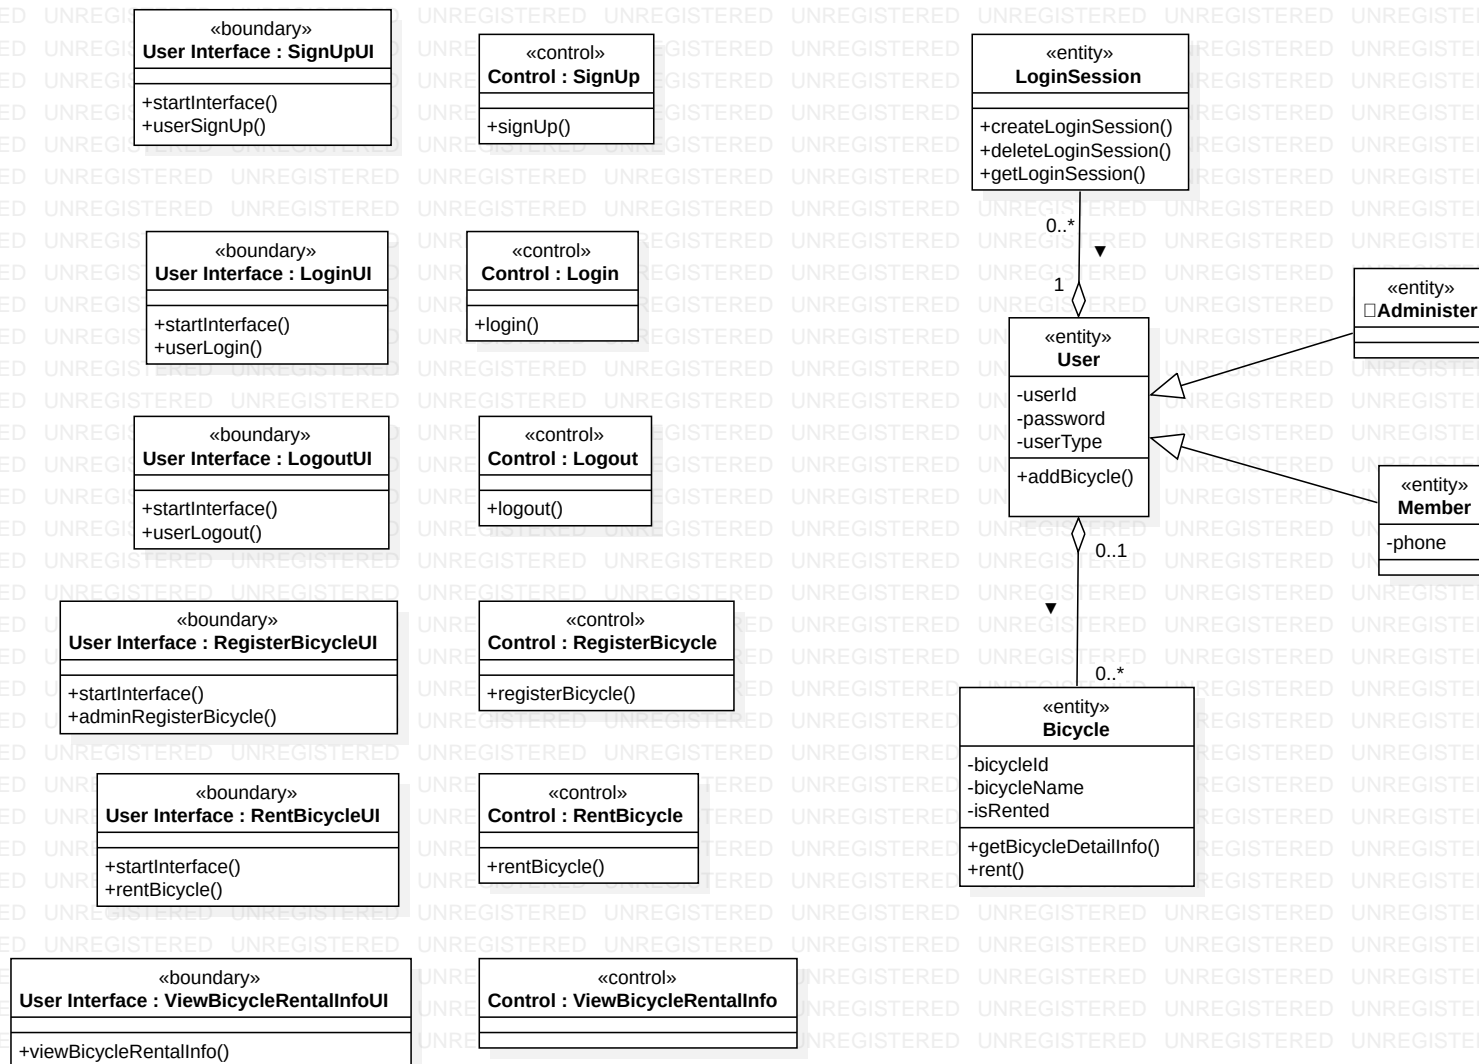 «boundary»
User Interface : SignUpUI
+startInterface()
+userSignUp()
«control»
Control : SignUp
+signUp()
«entity»
LoginSession
+createLoginSession()
+deleteLoginSession()
+getLoginSession()
0..*
1
«boundary»
User Interface : LoginUI
+startInterface()
+userLogin()
«control»
Control : Login
+login()
«entity»
User
-userId
-password
-userType
+addBicycle()
«entity»
Administer
«boundary»
User Interface : LogoutUI
+startInterface()
+userLogout()
«control»
Control : Logout
+logout()
«entity»
Member
-phone
0..1
0..*
«boundary»
User Interface : RegisterBicycleUI
+startInterface()
+adminRegisterBicycle()
«control»
Control : RegisterBicycle
+registerBicycle()
«entity»
Bicycle
-bicycleId
-bicycleName
-isRented
+getBicycleDetailInfo()
+rent()
«boundary»
User Interface : RentBicycleUI
+startInterface()
+rentBicycle()
«control»
Control : RentBicycle
+rentBicycle()
«boundary»
User Interface : ViewBicycleRentalInfoUI
+viewBicycleRentalInfo()
«control»
Control : ViewBicycleRentalInfo
UNREGISTERED